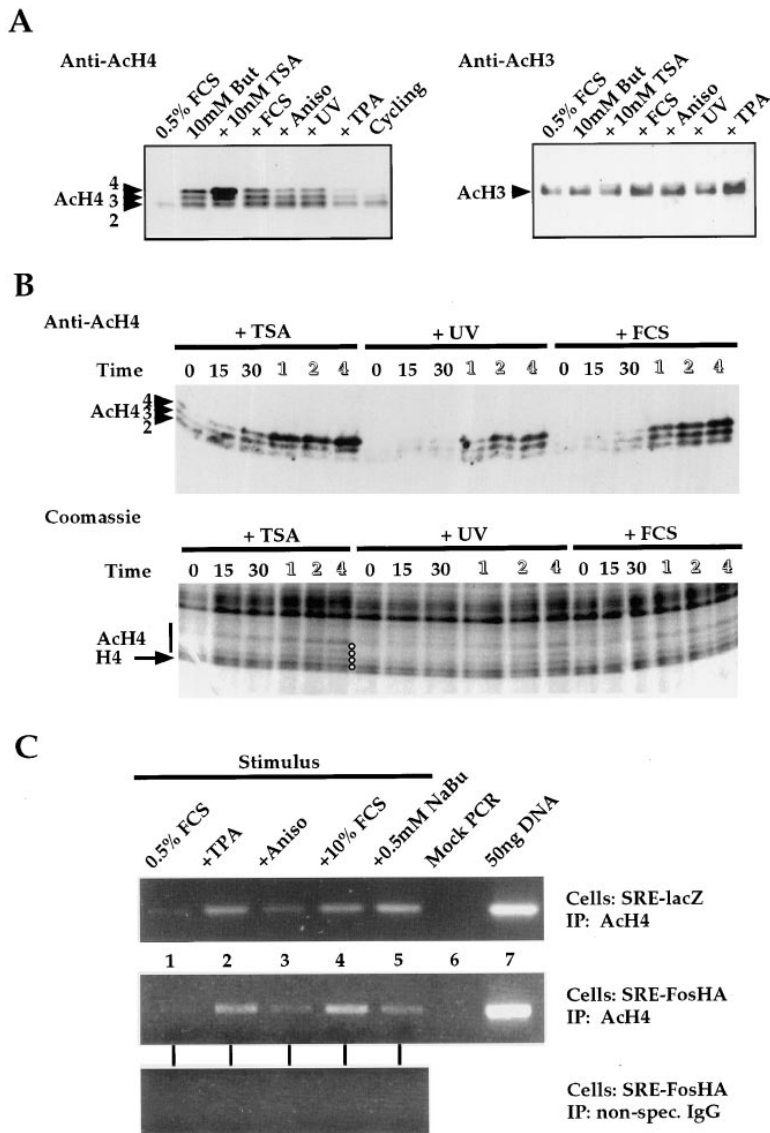 A
Anti-AcH4
0.5% FCS
10mM But
+ 10nM TSA
+ FCS
+ Aniso
+ UV
+ TPA
Cycling
AcH4
4
3
2
Anti-AcH3
0.5% FCS
10mM But
+ 10nM TSA
+ FCS
+ Aniso
+ UV
+ TPA
AcH3
B
Anti-AcH4
+ TSA + UV + FCS
Time 0 15 30 1 2 4 0 15 30 1 2 4 0 15 30 1 2 4
AcH4
4
3
2
Coomassie
+ TSA + UV + FCS
Time 0 15 30 1 2 4 0 15 30 1 2 4 0 15 30 1 2 4
AcH4
H4
C
Stimulus
0.5% FCS
+TPA
+Aniso
+10% FCS
+0.5mM NaBu
Mock PCR
50ng DNA
Cells: SRE-lacZ
IP: AcH4
1 2 3 4 5 6 7
Cells: SRE-FosHA
IP: AcH4
Cells: SRE-FosHA
IP: non-spec. IgG